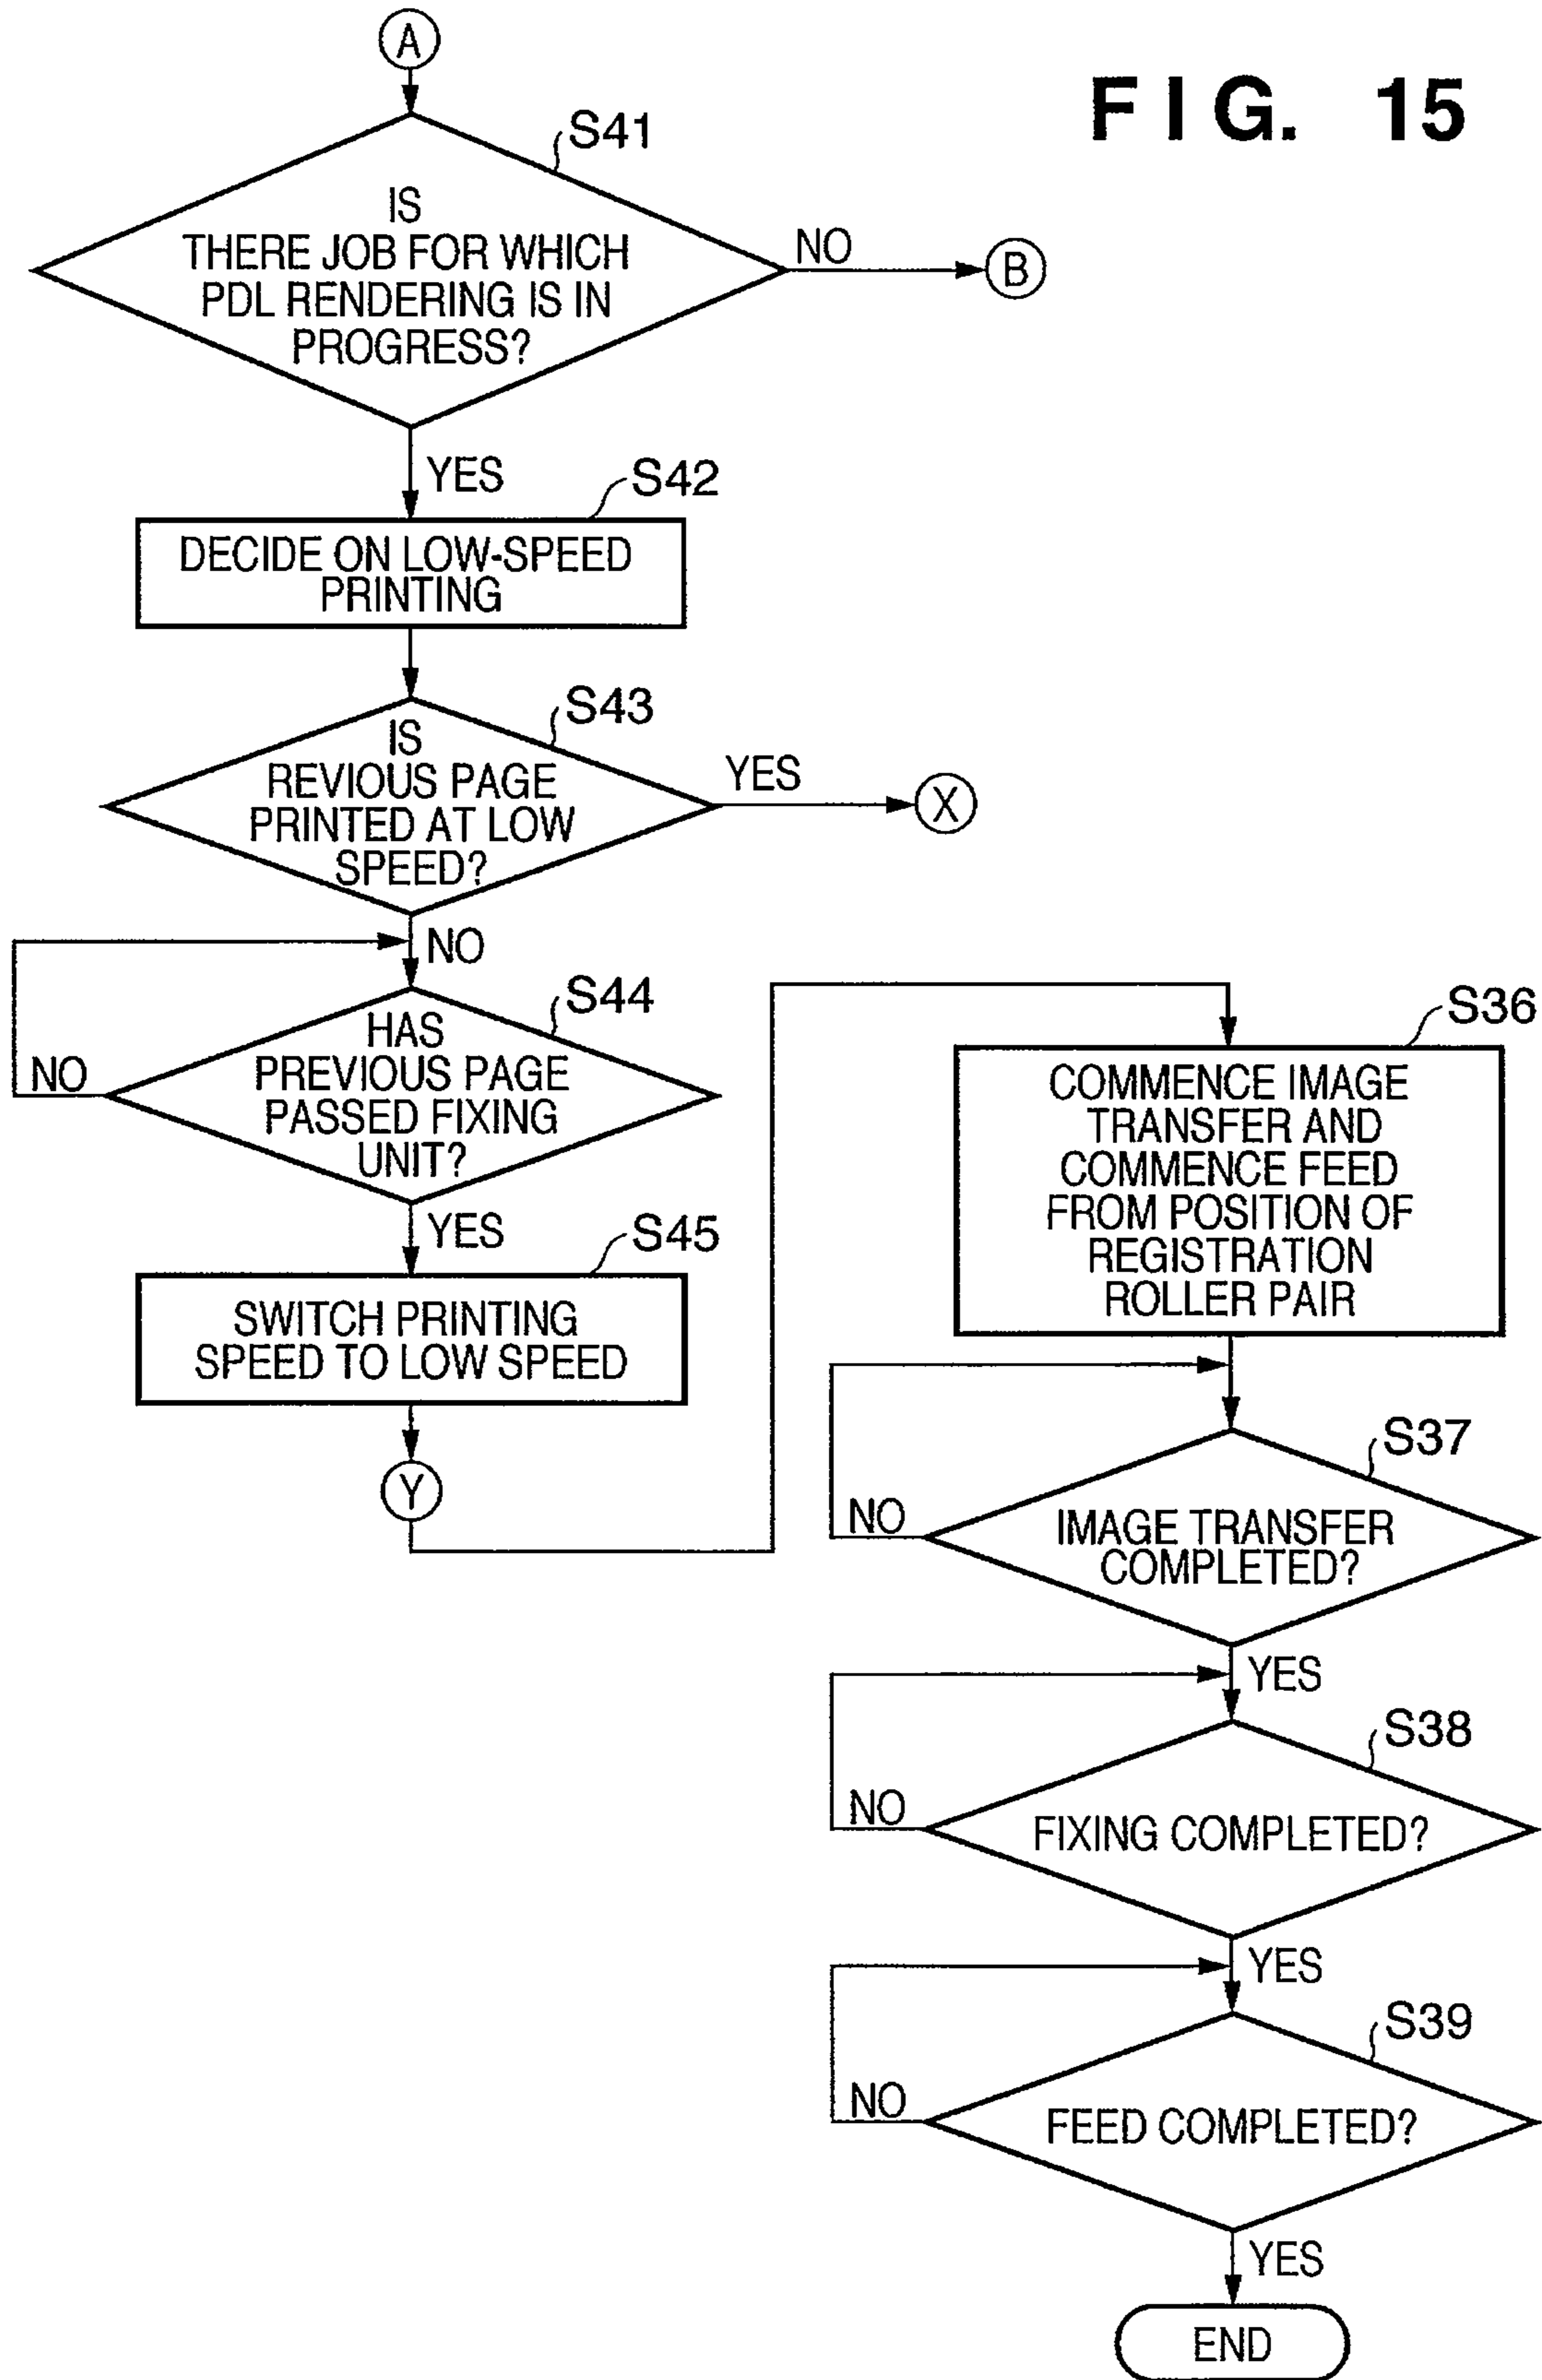 A
FIG. 15
S41
IS
THERE JOB FOR WHICH
PDL RENDERING IS IN
PROGRESS?
NO
B
YES
S42
DECIDE ON LOW-SPEED
PRINTING
S43
IS
REVIOUS PAGE
PRINTED AT LOW
SPEED?
YES
X
NO
S44
HAS
PREVIOUS PAGE
PASSED FIXING
UNIT?
NO
YES
S45
SWITCH PRINTING
SPEED TO LOW SPEED
Y
S36
COMMENCE IMAGE
TRANSFER AND
COMMENCE FEED
FROM POSITION OF
REGISTRATION
ROLLER PAIR
S37
IMAGE TRANSFER
COMPLETED?
NO
YES
S38
FIXING COMPLETED?
NO
YES
S39
FEED COMPLETED?
NO
YES
END